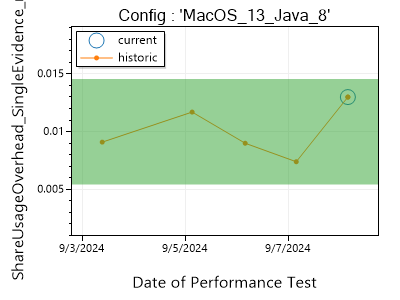 Config : 'MacOS_13_Java_8'
current
historic
ShareUsageOverhead_SingleEvidence_
0.015
0.01
0.005
9/3/2024
9/5/2024
9/7/2024
Date of Performance Test